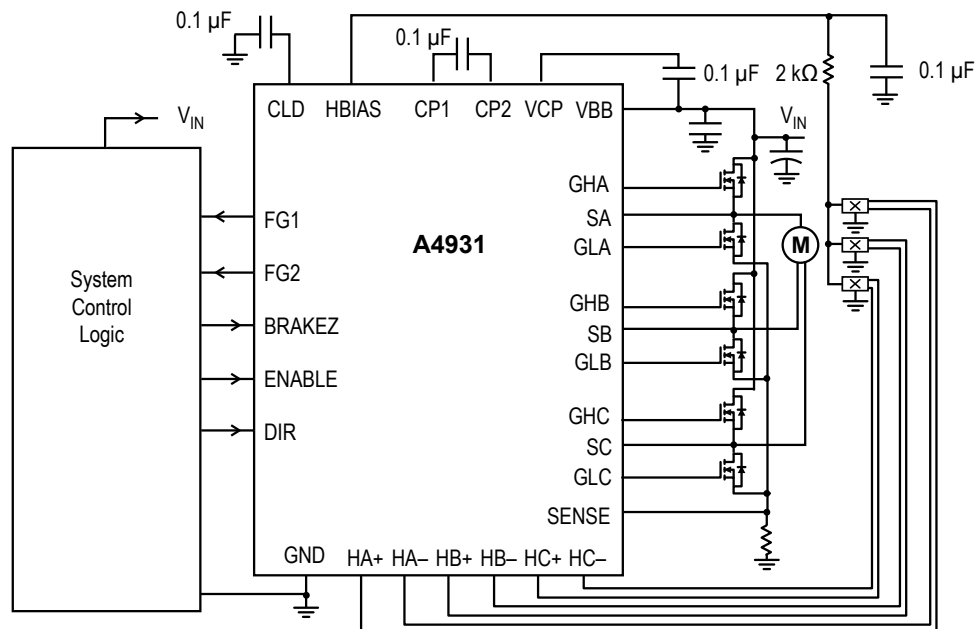 0.1 µF
0.1 µF
0.1 µF
2 kΩ
0.1 µF
CLD HBIAS CP1 CP2 VCP VBB
VIN
VIN
GHA
SA
GLA
GHB
SB
GLB
GHC
SC
GLC
SENSE
A4931
M
FG1
FG2
BRAKEZ
ENABLE
DIR
System
Control
Logic
GND HA+ HA– HB+ HB– HC+ HC–